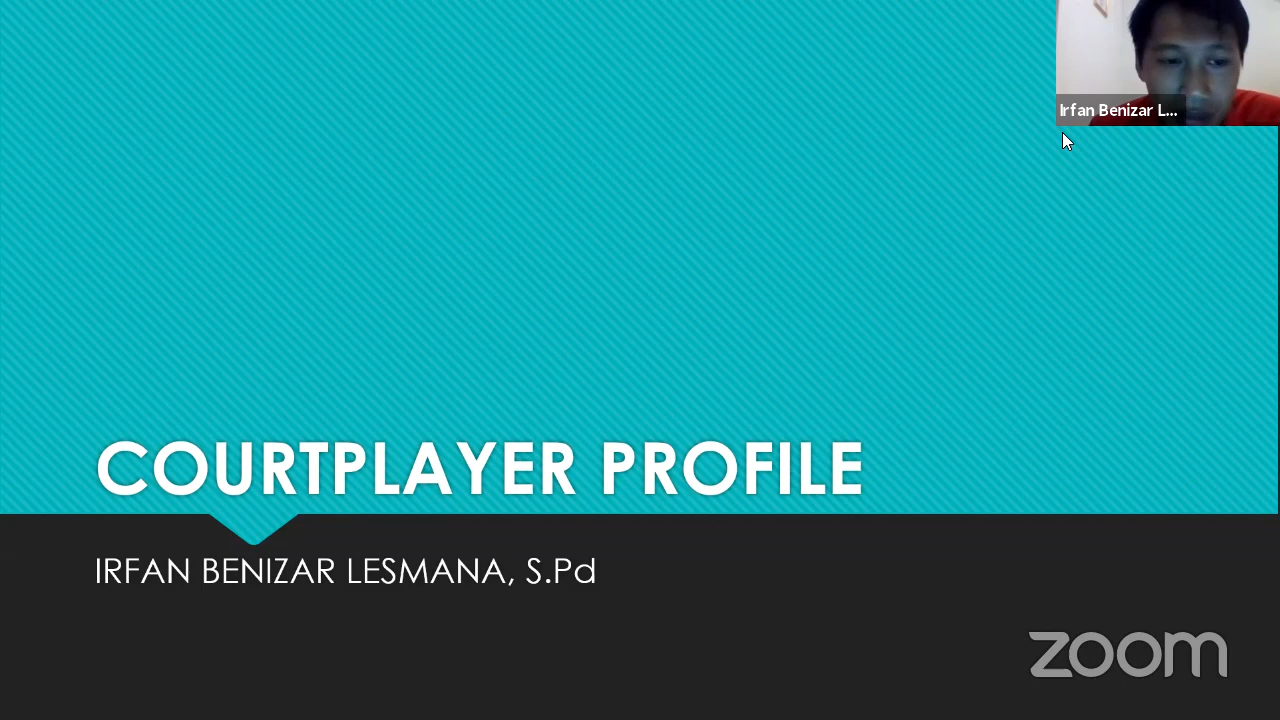 Irfan Benizar L...
COURTPLAYER PROFILE
IRFAN BENIZAR LESMANA, S.Pd
zoom